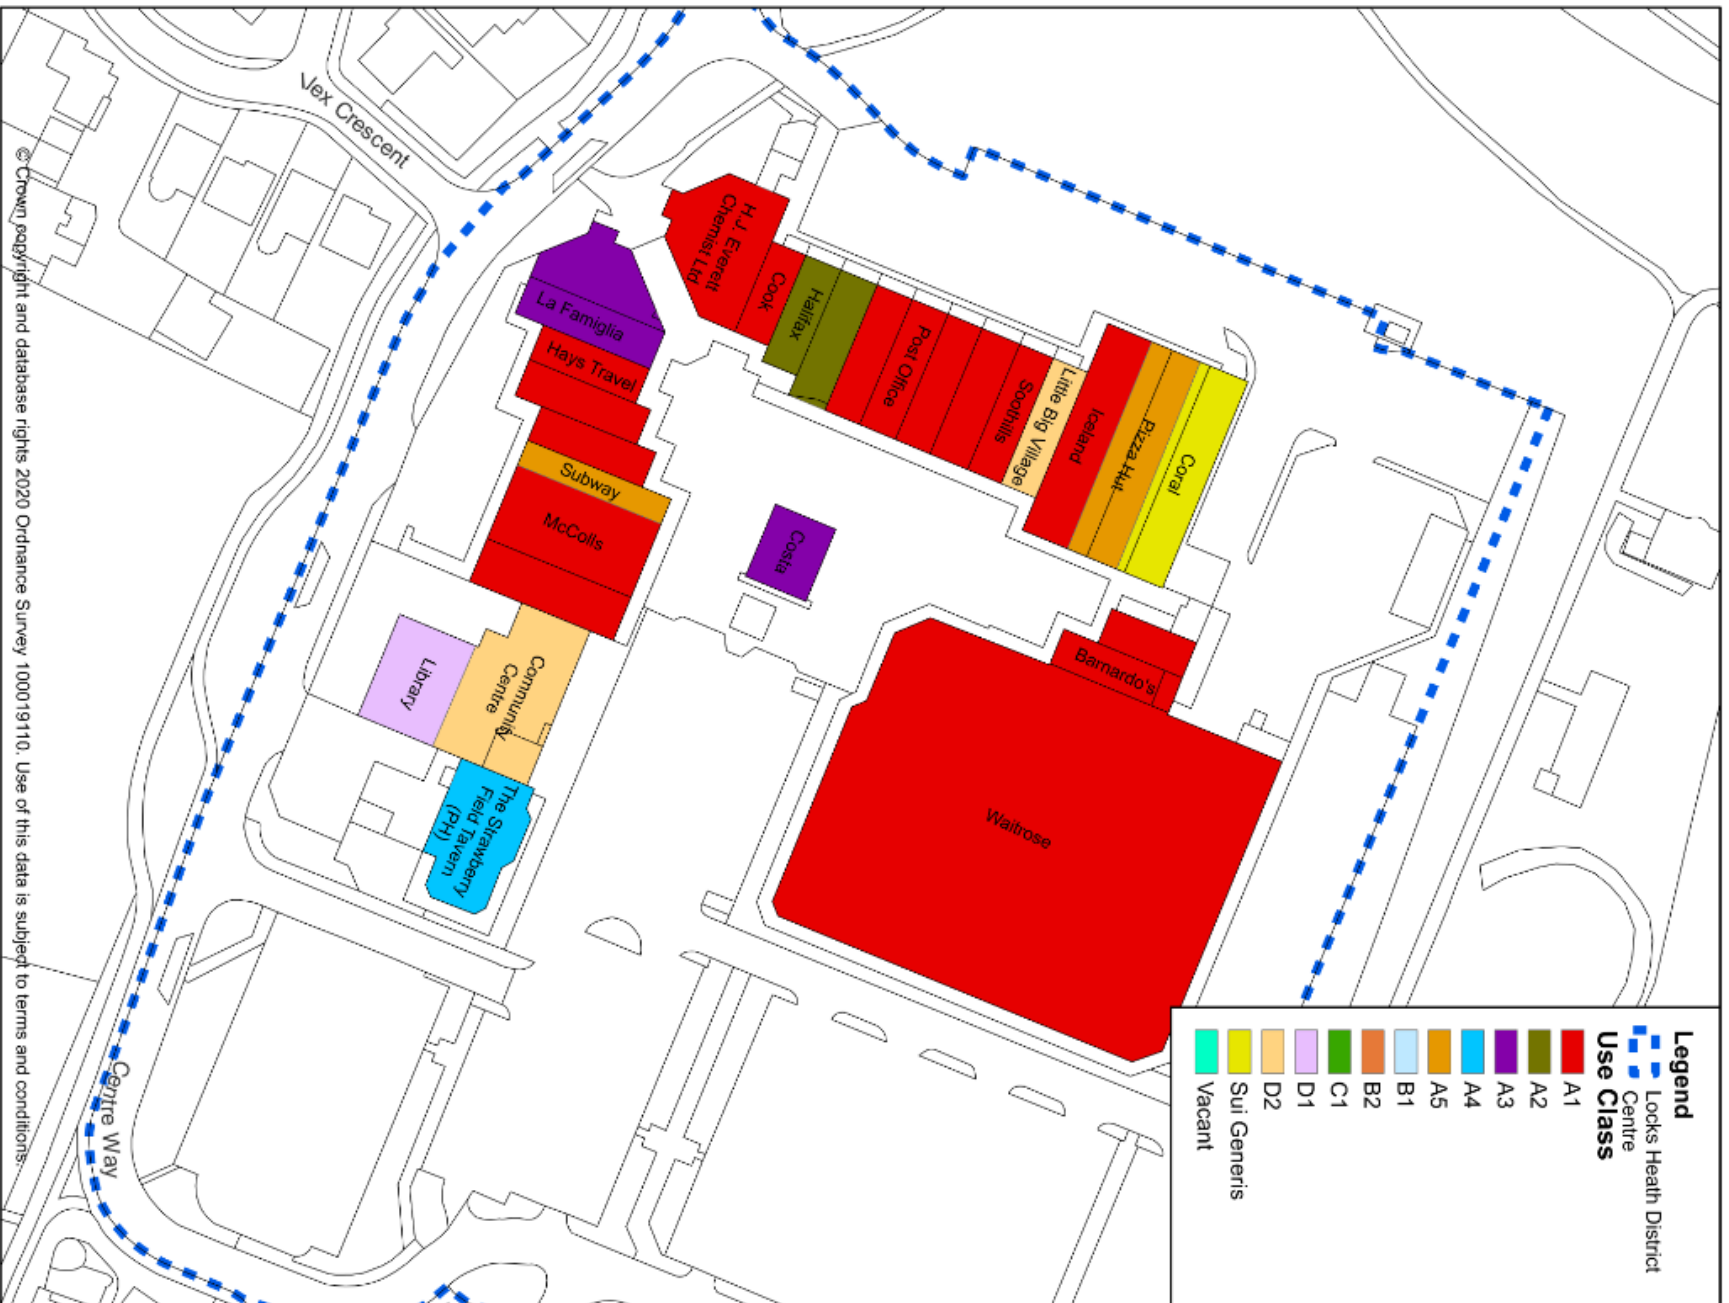 Legend
Locks Heath District
Centre
Use Class
A1
A2
A3
A4
A5
B1
B2
C1
D1
D2
Sui Generis
Vacant
Coral
Pizza Hut
Iceland
Little Big Village
Soothills
Post Office
Halifax
Cook
H.J. Everett
Chemist Ltd
Barnardo's
Waitrose
Costa
La Famiglia
Hays Travel
Subway
McColls
Community
Centre
Library
The Strawberry
Field Tavern
(PH)
lex Crescent
Centre Way
© Crown copyright and database rights 2020 Ordnance Survey 100019110. Use of this data is subject to terms and conditions.